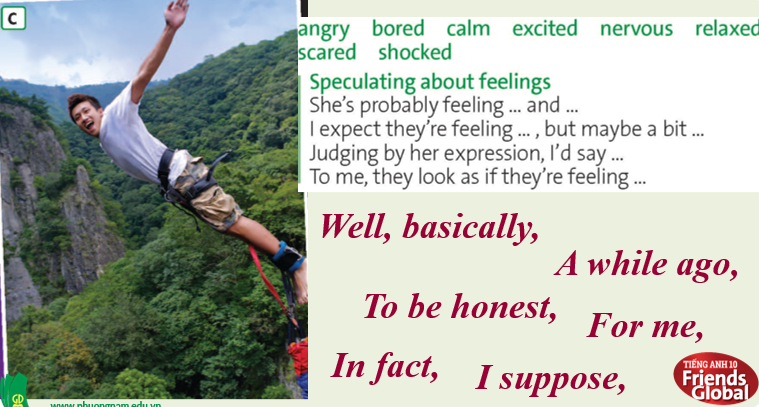 C
angry bored calm excited nervous relaxed
scared shocked
Speculating about feelings
She's probably feeling ... and ...
I expect they're feeling ... , but maybe a bit ...
Judging by her expression, I'd say ...
To me, they look as if they're feeling ...
Well, basically,
A while ago,
To be honest,
For me,
In fact,
I suppose,
TIẾNG ANH 10
Friends
Global
www.phuongnam.edu.vn